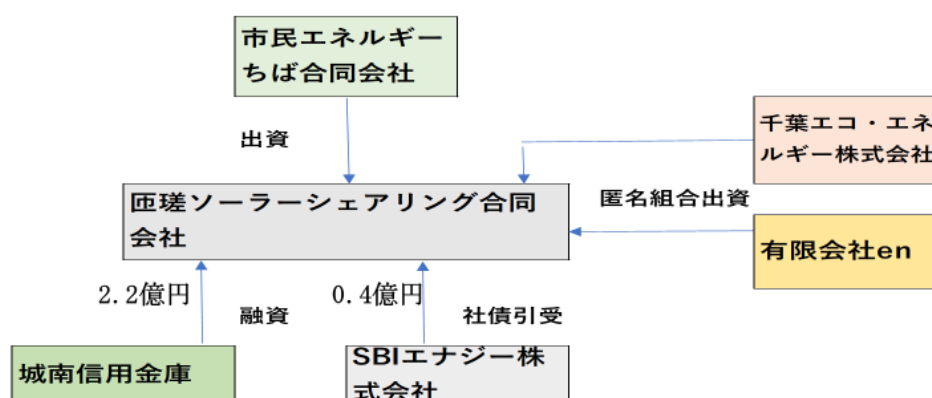 市民エネルギー
ちば合同会社
出資
千葉エコ・エネ
ルギー株式会社
匝瑳ソーラーシェアリング合同
会社
匿名組合出資
有限会社en
2.2億円
融資
0.4億円
社債引受
城南信用金庫
SBIエナジー株
式会社